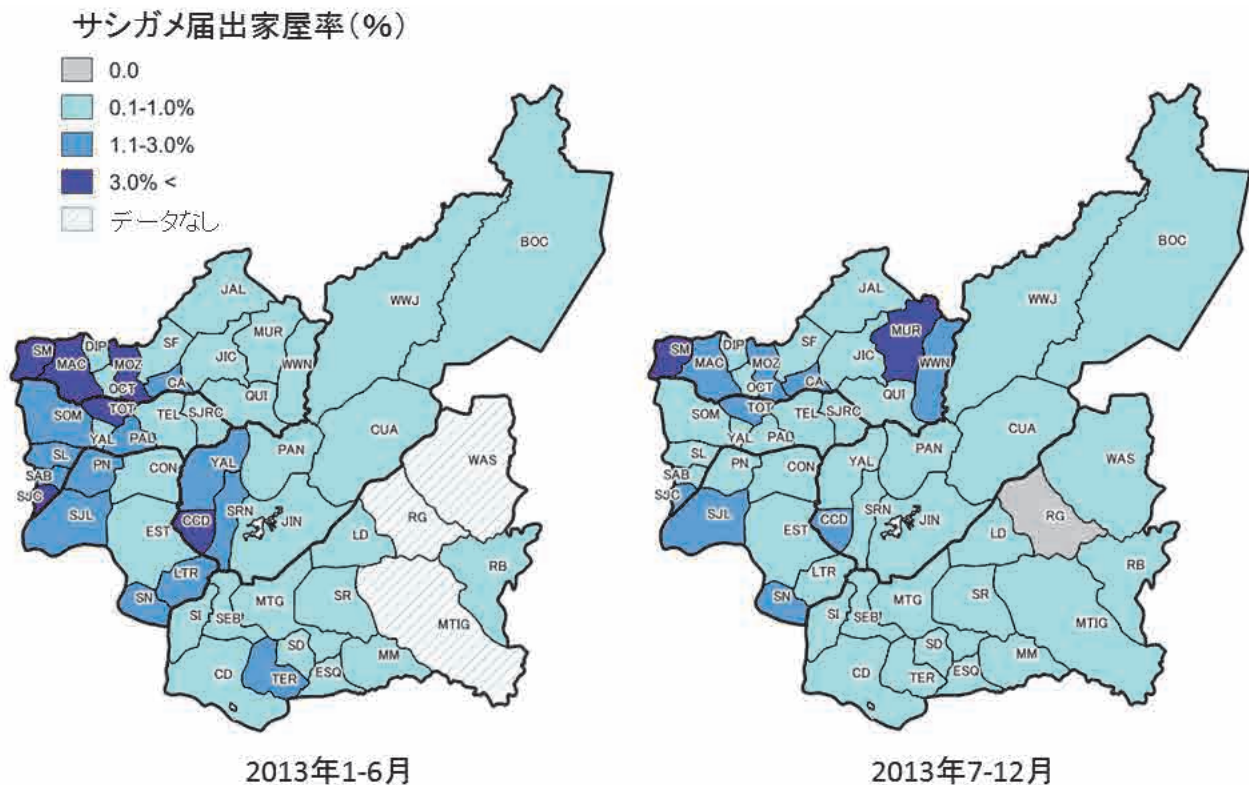 サシガメ届出家屋率(%)
0.0
0.1-1.0%
1.1-3.0%
3.0% <
データなし
BOC
WWJ
JAL
MUR
SF
JIC
WWN
SM
MAC
DIP
MOZ
OCT
CA
QUI
TOT
SOM
TEL
SJRC
YAL
PAL
CUA
SL
PN
CON
YAL
PAN
WAS
SAB
SJC
SJL
EST
CCD
SRN
JIN
RG
LD
RB
LTR
SN
SI
SEB
MTG
SR
MTIG
SD
CD
TER
ESQ
MM
2013年1-6月
BOC
WWJ
JAL
MUR
SF
JIC
WWN
SM
MAC
DIP
MOZ
OCT
CA
QUI
TOT
SOM
TEL
SJRC
YAL
PAL
CUA
SL
PN
CON
YAL
PAN
WAS
SAB
SJC
SJL
EST
CCD
SRN
JIN
RG
LD
RB
LTR
SN
SI
SEB
MTG
SR
MTIG
SD
CD
TER
ESQ
MM
2013年7-12月